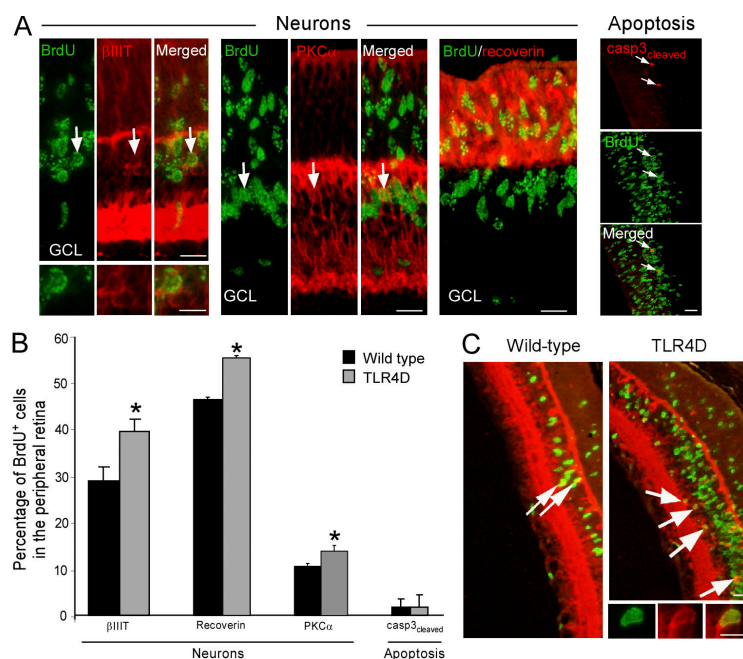 A
Neurons
Apoptosis
BrdU
βIIIT
Merged
GCL
BrdU
PKCα
Merged
GCL
BrdU/recoverin
GCL
casp3cleaved
BrdU
Merged
B
Percentage of BrdU+ cells
in the peripheral retina
60
50
40
30
20
10
0
*
*
*
Wild type
TLR4D
βIIIT
Recoverin
PKCα
casp3cleaved
Neurons
Apoptosis
C
Wild-type
TLR4D